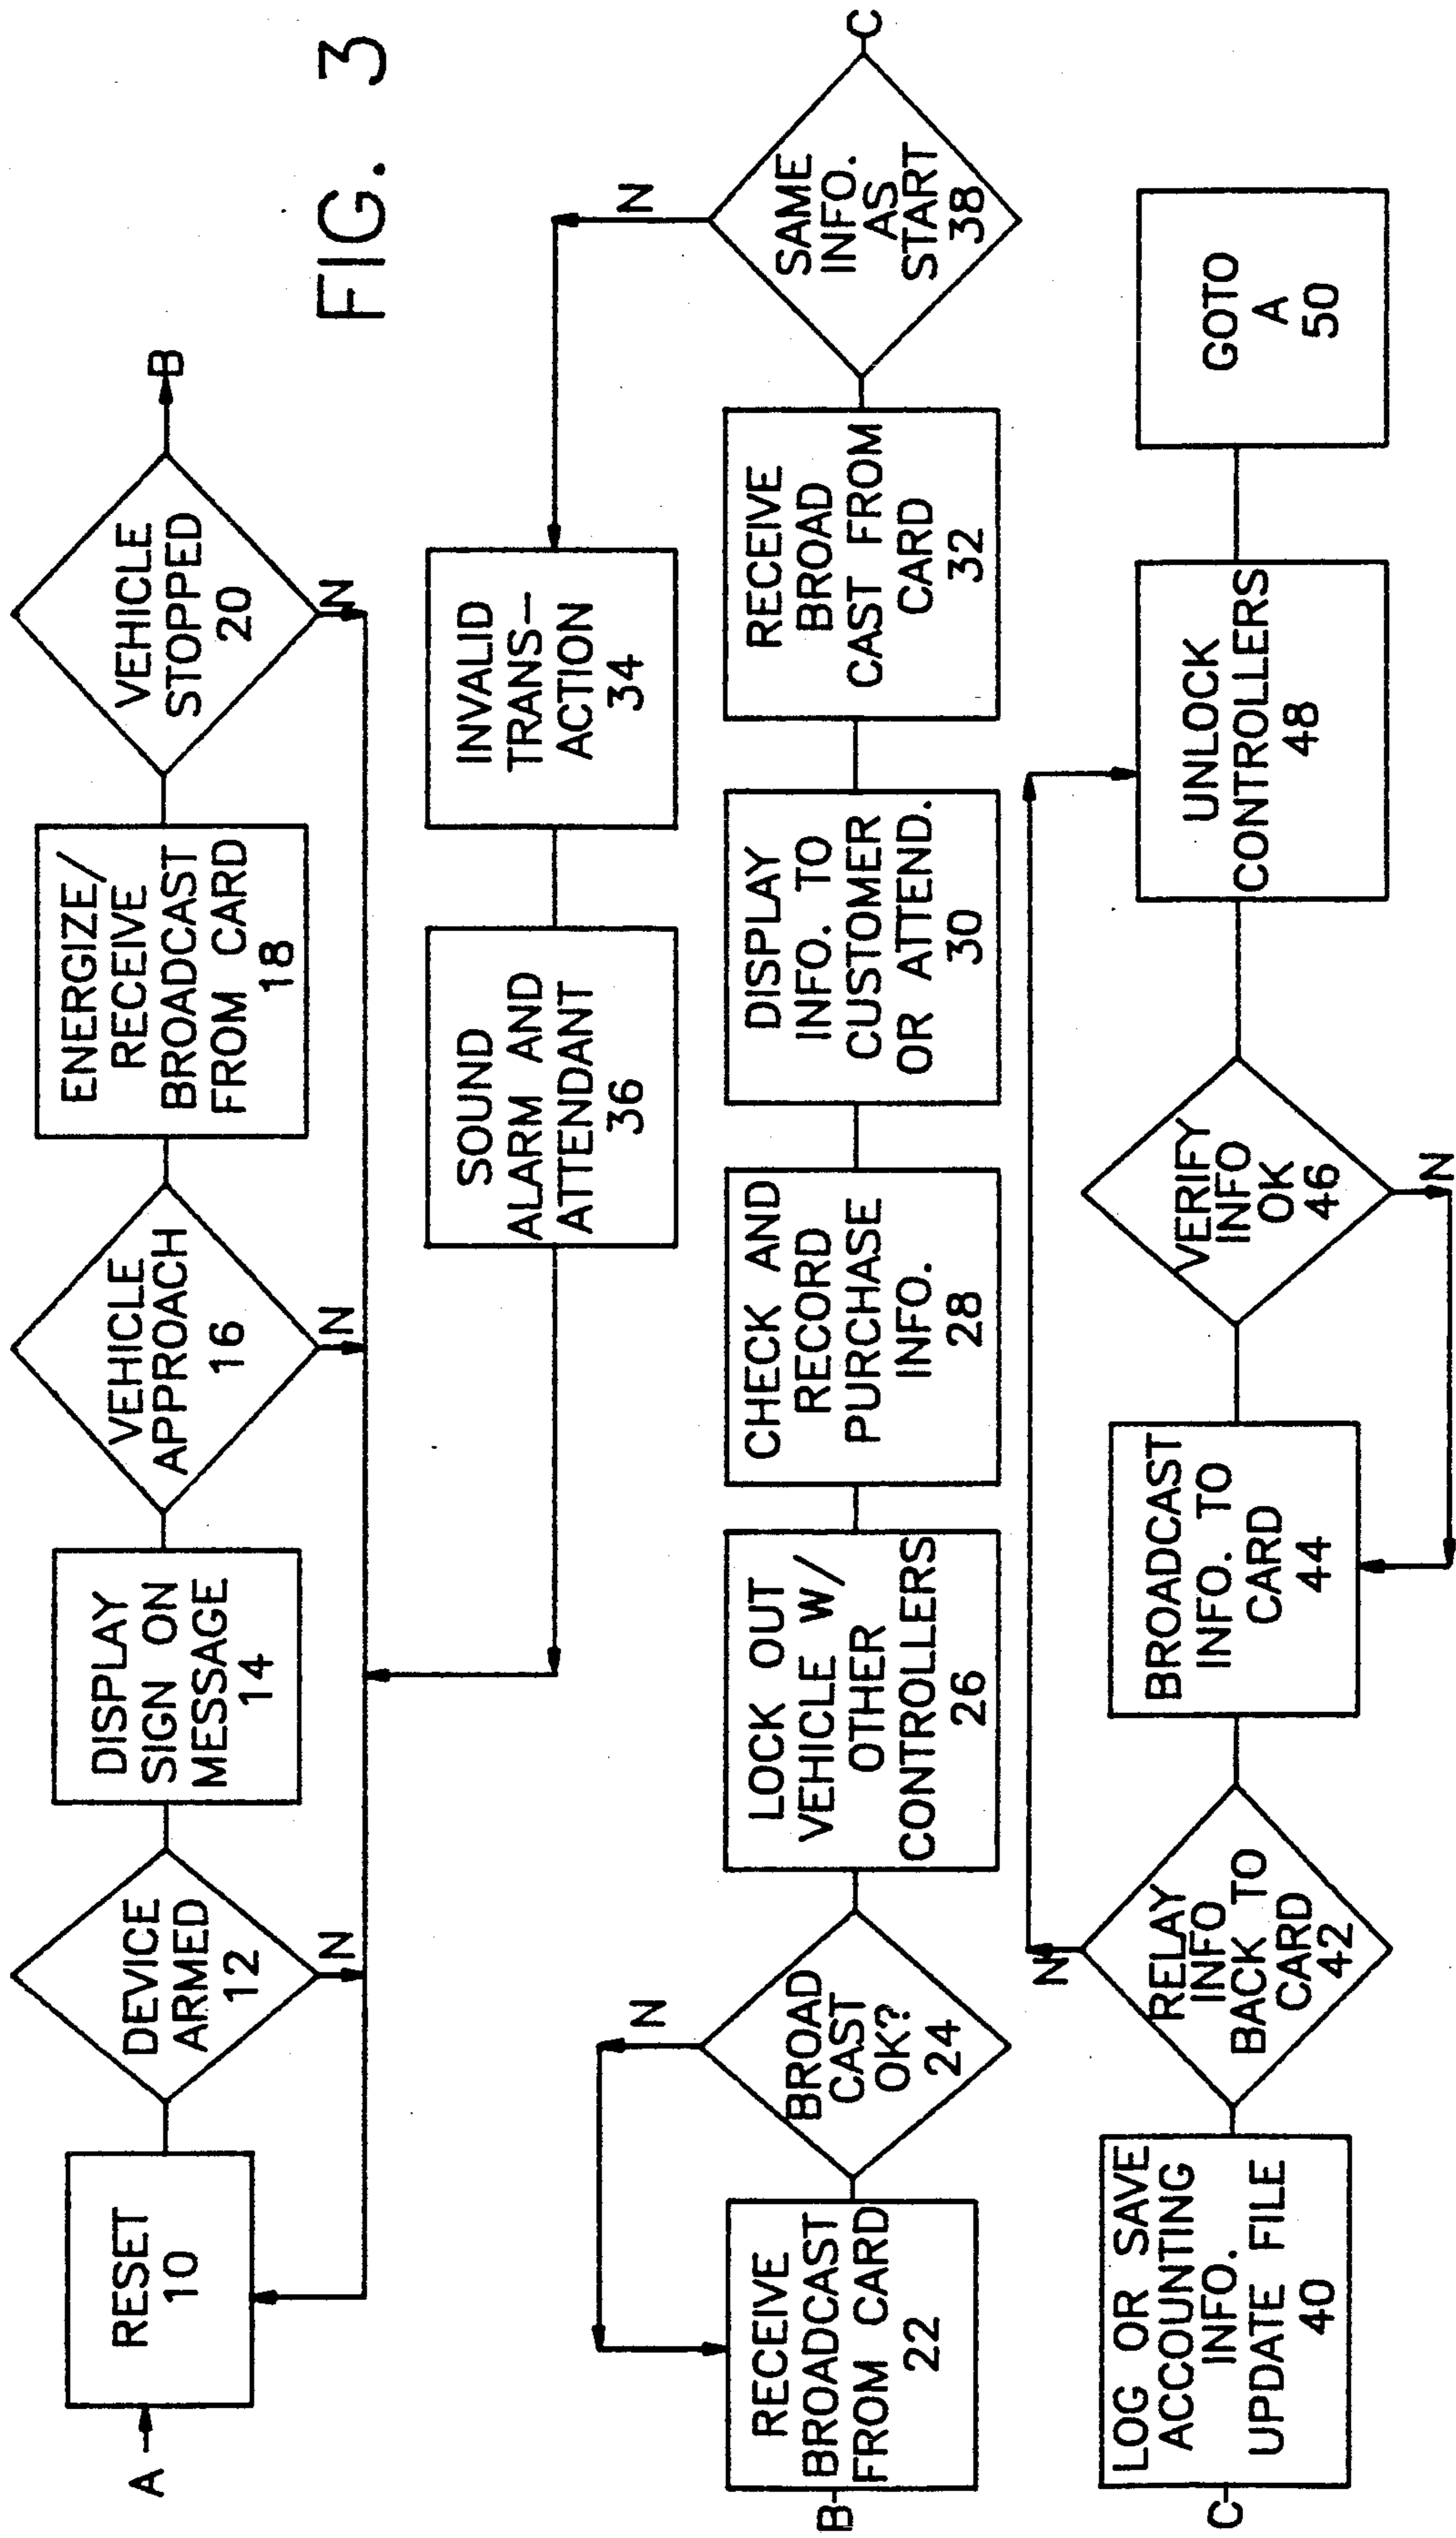 FIG. 3
A
RESET
10
DEVICE
ARMED
12
N
DISPLAY
SIGN ON
MESSAGE
14
VEHICLE
APPROACH
16
N
ENERGIZE/
RECEIVE
BROADCAST
FROM CARD
18
VEHICLE
STOPPED
20
N
B
SOUND
ALARM AND
ATTENDANT
36
INVALID
TRANS-
ACTION
34
N
B
RECEIVE
BROADCAST
FROM CARD
22
BROAD
CAST
OK?
24
N
LOCK OUT
VEHICLE W/
OTHER
CONTROLLERS
26
CHECK AND
RECORD
PURCHASE
INFO.
28
DISPLAY
INFO. TO
CUSTOMER
OR ATTEND.
30
RECEIVE
BROAD
CAST FROM
CARD
32
SAME
INFO.
AS
START
38
C
C
LOG OR SAVE
ACCOUNTING
INFO.
UPDATE FILE
40
RELAY
INFO
BACK TO
CARD
42
N
BROADCAST
INFO. TO
CARD
44
VERIFY
INFO
OK
46
N
UNLOCK
CONTROLLERS
48
GOTO
A
50